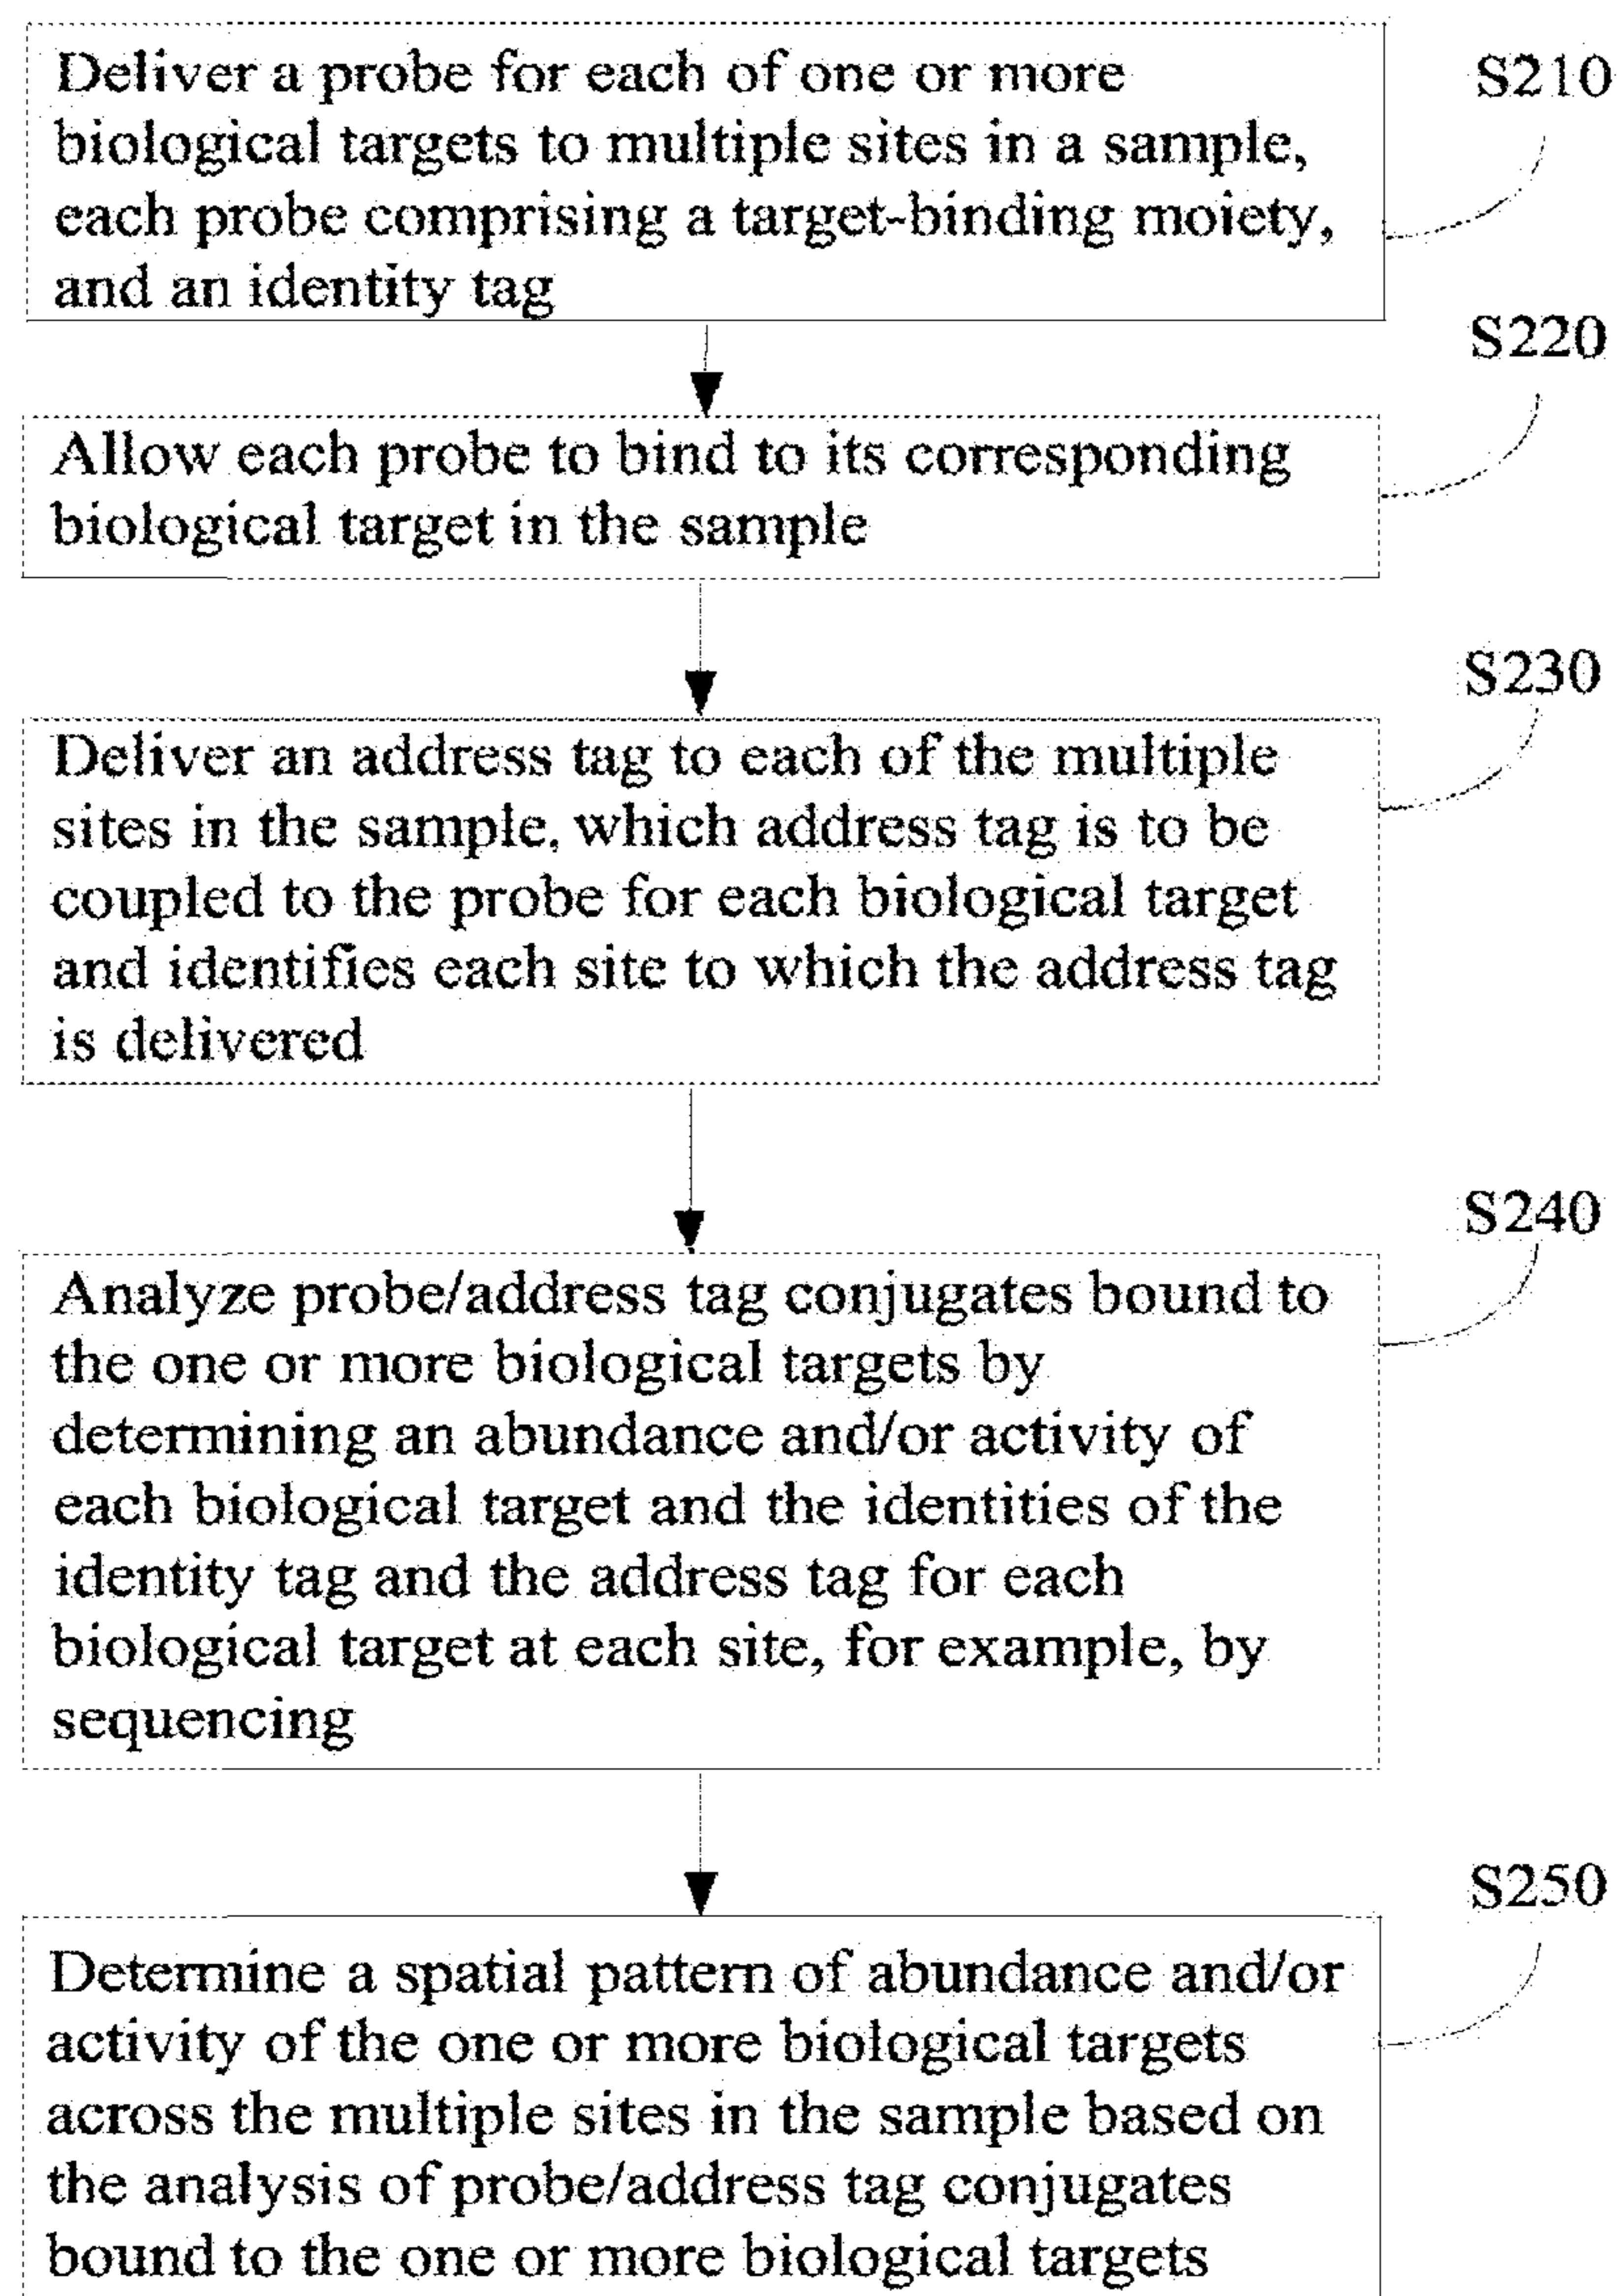 Deliver a probe for each of one or more
biological targets to multiple sites in a sample,
each probe comprising a target-binding moiety,
and an identity tag
S210
Allow each probe to bind to its corresponding
biological target in the sample
S220
Deliver an address tag to each of the multiple
sites in the sample, which address tag is to be
coupled to the probe for each biological target
and identifies each site to which the address tag
is delivered
S230
Analyze probe/address tag conjugates bound to
the one or more biological targets by
determining an abundance and/or activity of
each biological target and the identities of the
identity tag and the address tag for each
biological target at each site, for example, by
sequencing
S240
Determine a spatial pattern of abundance and/or
activity of the one or more biological targets
across the multiple sites in the sample based on
the analysis of probe/address tag conjugates
bound to the one or more biological targets
S250